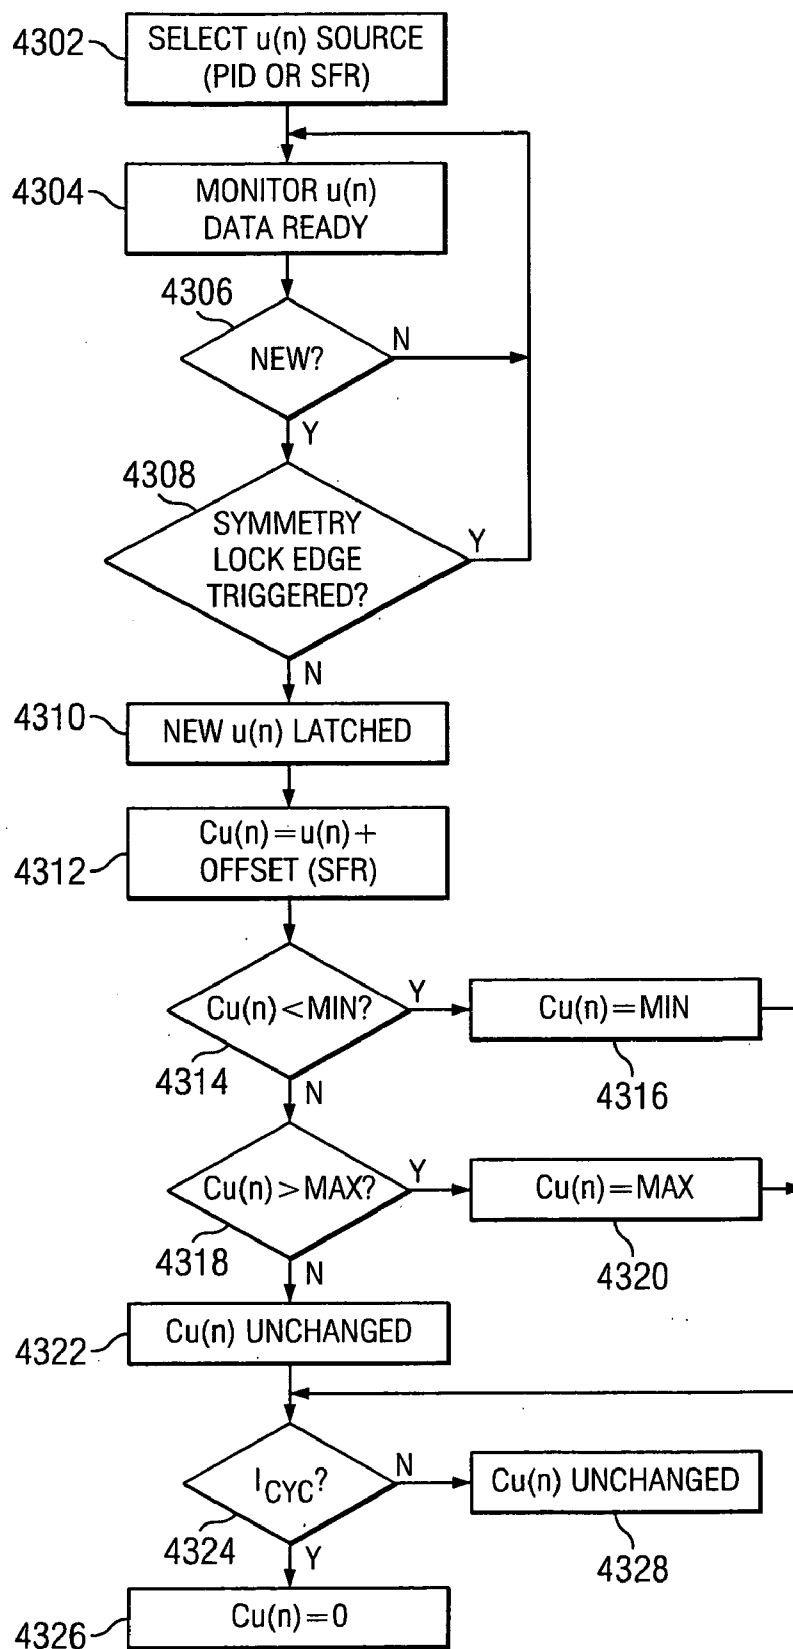 4302
SELECT u(n) SOURCE
(PID OR SFR)
4304
MONITOR u(n)
DATA READY
4306
NEW?
N
Y
4308
SYMMETRY
LOCK EDGE
TRIGGERED?
Y
N
4310
NEW u(n) LATCHED
4312
Cu(n)=u(n)+
OFFSET (SFR)
Cu(n)<MIN?
Y
Cu(n)=MIN
4314
N
4316
Cu(n)>MAX?
Y
Cu(n)=MAX
4318
N
4320
4322
Cu(n) UNCHANGED
ICYC?
N
Cu(n) UNCHANGED
4324
Y
4328
4326
Cu(n)=0